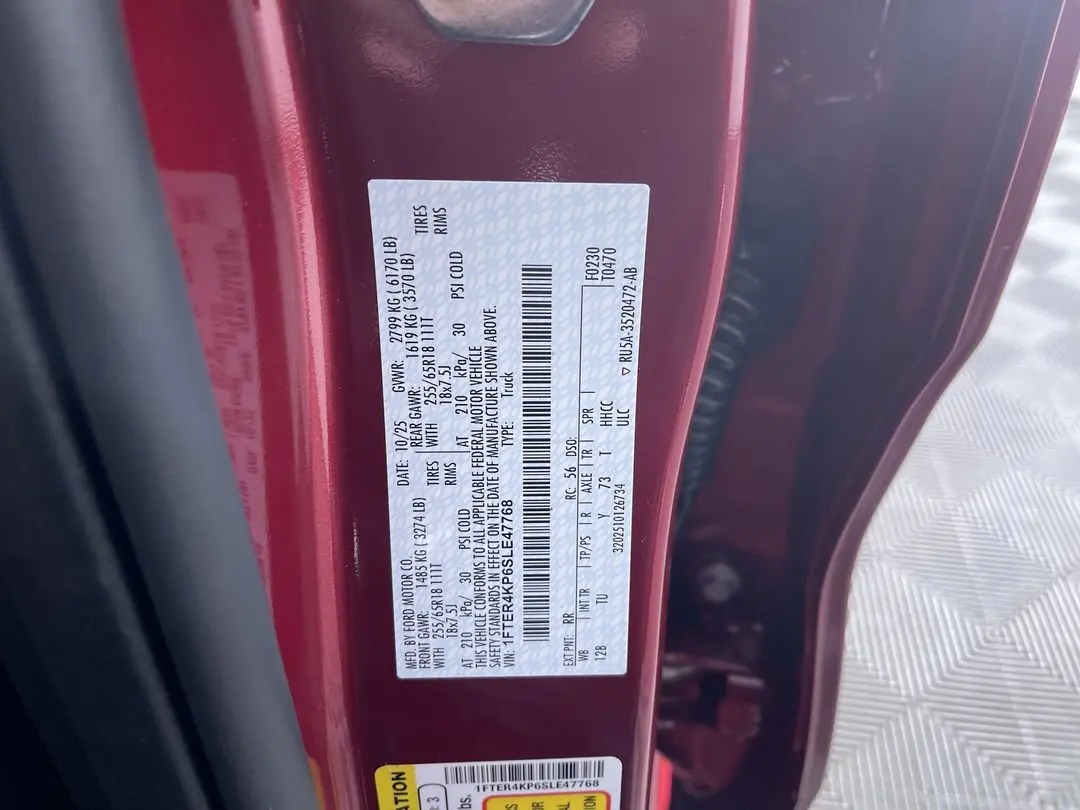 MFD. BY FORD MOTOR CO.
DATE: 10/25 GVWR: 2799 KG ( 6170 LB)
FRONT GAWR: 1485 KG ( 3274 LB) REAR GAWR: 1619 KG ( 3570 LB)
WITH 255/65R18 111T TIRES WITH 255/65R18 111T TIRES
18x7.5J RIMS 18x7.5J RIMS
AT 210 kPa/ 30 PSI COLD AT 210 kPa/ 30 PSI COLD
THIS VEHICLE CONFORMS TO ALL APPLICABLE FEDERAL MOTOR VEHICLE
SAFETY STANDARDS IN EFFECT ON THE DATE OF MANUFACTURE SHOWN ABOVE.
VIN: 1FTER4KP6SLE47768 TYPE: Truck
EXT PNT: RR RC: 56 DSO: F0230
WB INT TR TP/PS R AXLE TR SPR T0470
128 TU Y 73 T HHCC
ULC
3202510126734 ▽ RU5A-3520472-AB
1FTER4KP6SLE47768